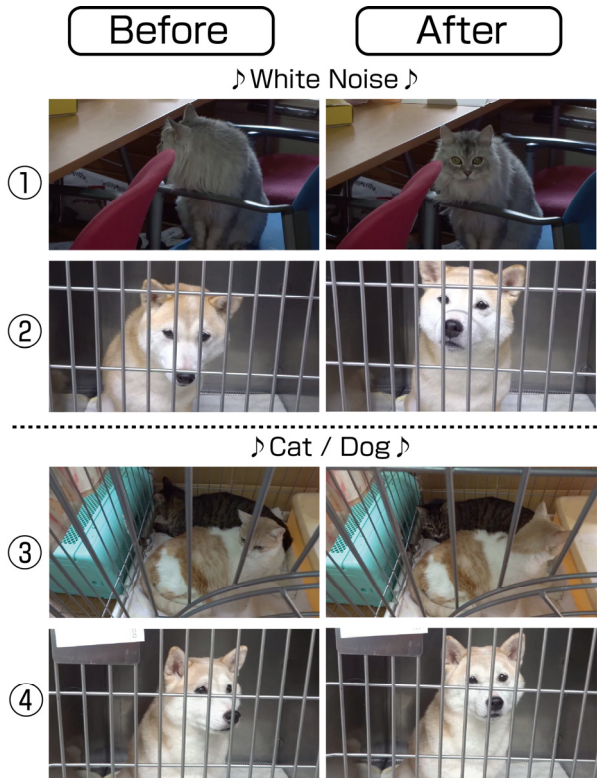 Before
After
♪White Noise♪
①
②
♪Cat / Dog♪
③
④